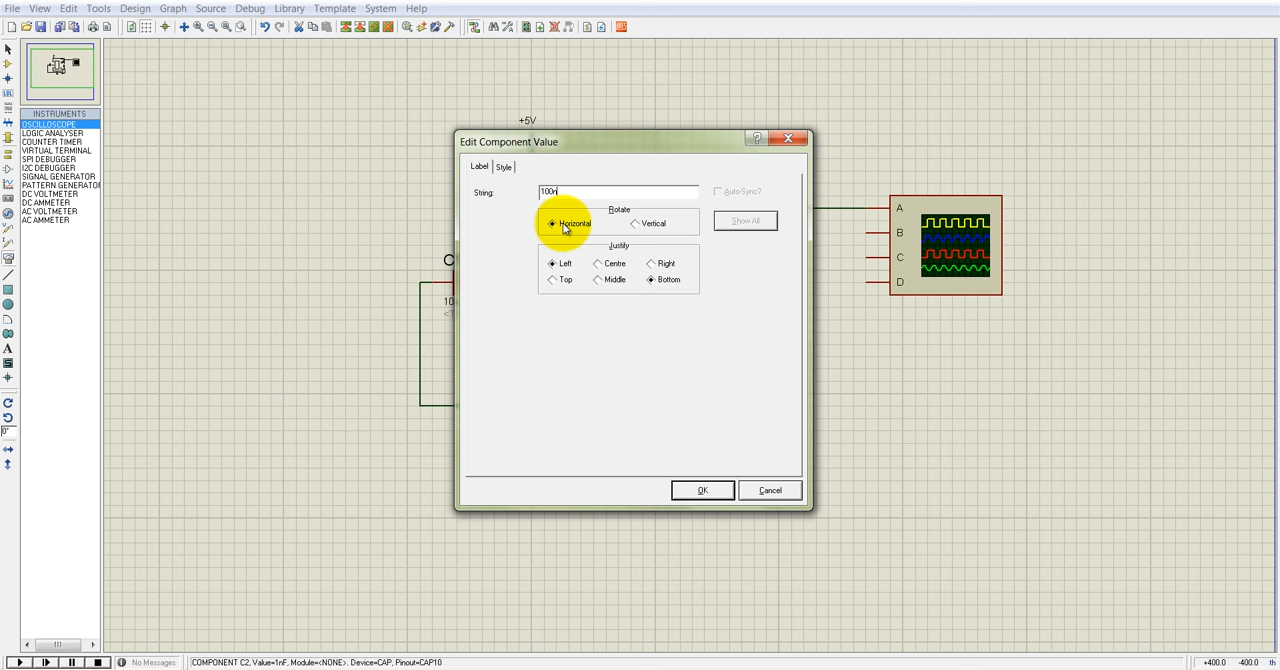 File View Edit Tools Design Graph Source Debug Library Template System Help
INSTRUMENTS
OSCILLOSCOPE
LOGIC ANALYSER
COUNTER TIMER
VIRTUAL TERMINAL
SPI DEBUGGER
I2C DEBUGGER
SIGNAL GENERATOR
PATTERN GENERATOR
DC VOLTMETER
DC AMMETER
AC VOLTMETER
AC AMMETER
+5V
Edit Component Value
Label Style
String: 100n
Auto-Sync?
Rotate
Horizontal Vertical
Show All
Justify
Left Centre Right
Top Middle Bottom
OK Cancel
C
10
<T
A
B
C
D
LBL
A
0°
No Messages
COMPONENT C2, Value=1nF, Module=<NONE>. Device=CAP, Pinout=CAP10
+400.0 -400.0 th